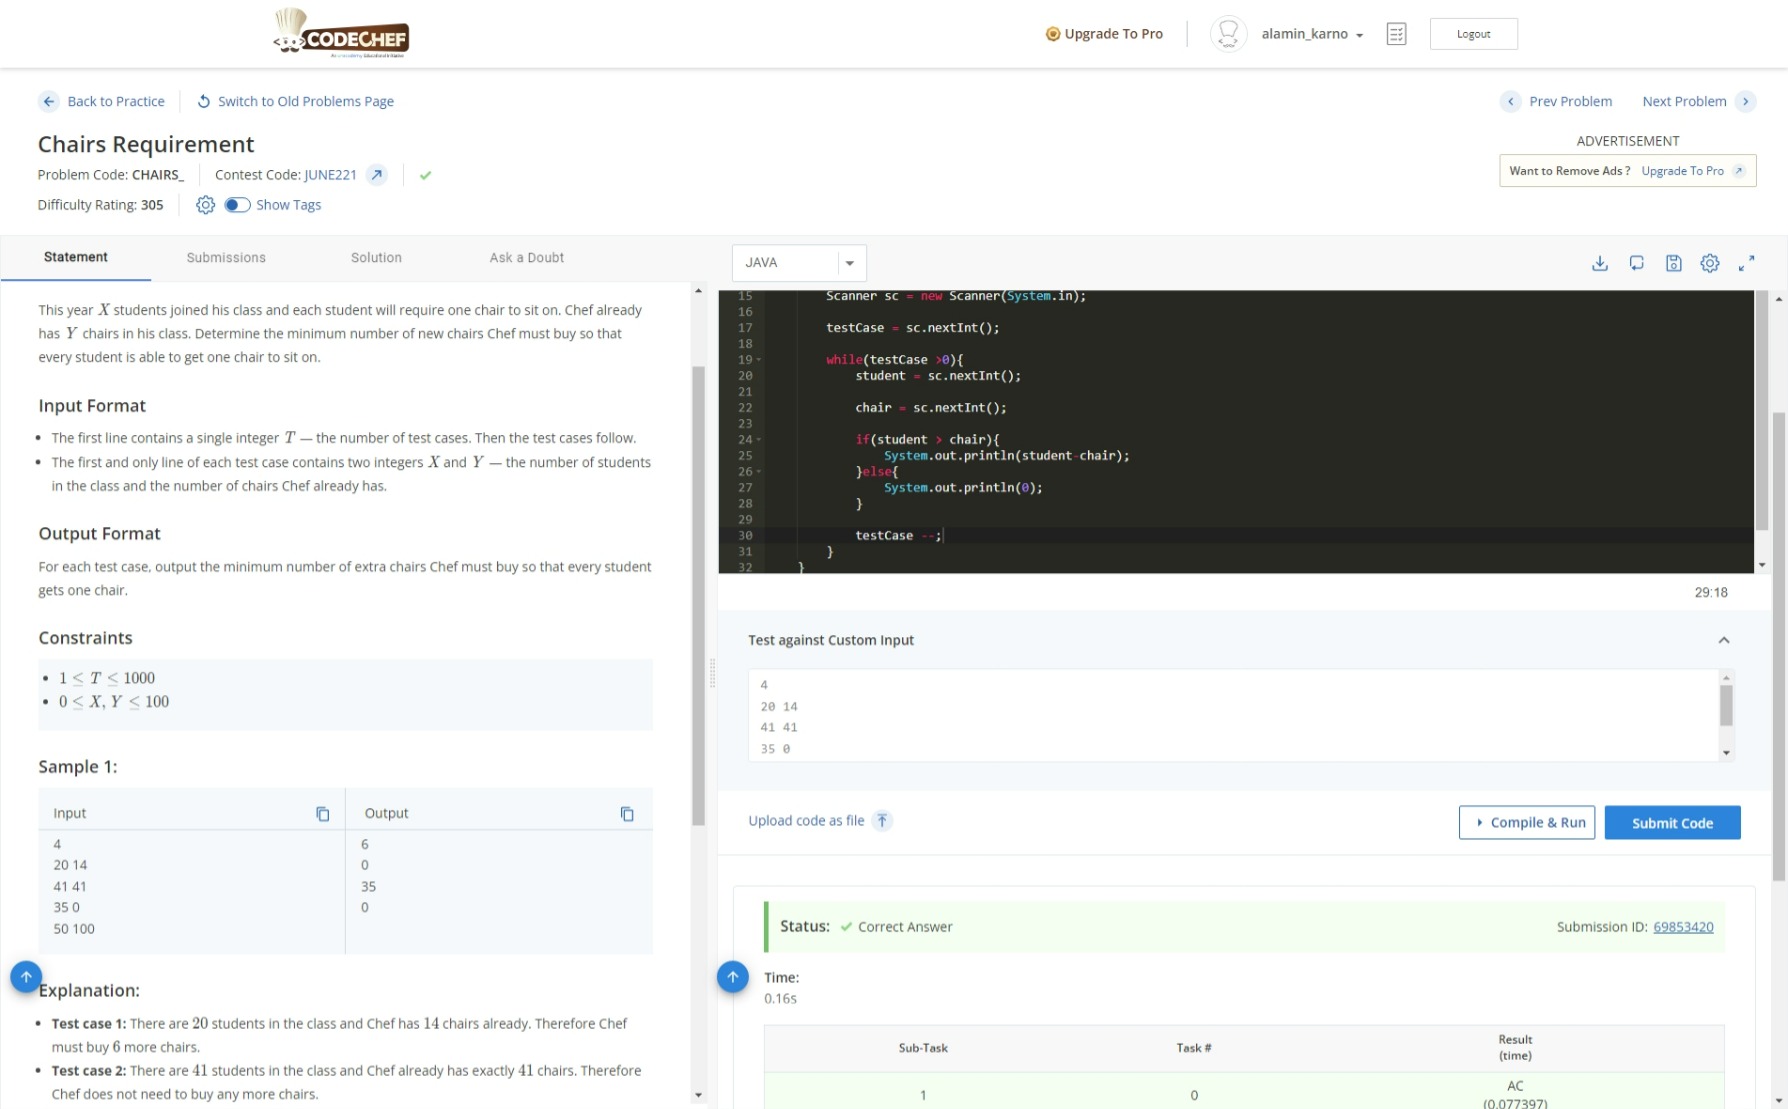 CODECHEF
Upgrade To Pro
alamin_karno
Logout
Back to Practice
Switch to Old Problems Page
Prev Problem
Next Problem
Chairs Requirement
ADVERTISEMENT
Want to Remove Ads ? Upgrade To Pro
Problem Code: CHAIRS_
Contest Code: JUNE221
Difficulty Rating: 305
Show Tags
Statement
Submissions
Solution
Ask a Doubt
This year X students joined his class and each student will require one chair to sit on. Chef already
has Y chairs in his class. Determine the minimum number of new chairs Chef must buy so that
every student is able to get one chair to sit on.
Input Format
• The first line contains a single integer T — the number of test cases. Then the test cases follow.
• The first and only line of each test case contains two integers X and Y — the number of students
in the class and the number of chairs Chef already has.
Output Format
For each test case, output the minimum number of extra chairs Chef must buy so that every student
gets one chair.
Constraints
• 1 ≤ T ≤ 1000
• 0 ≤ X, Y ≤ 100
Sample 1:
Input
4
20 14
41 41
35 0
50 100
Output
6
0
35
0
Explanation:
• Test case 1: There are 20 students in the class and Chef has 14 chairs already. Therefore Chef
must buy 6 more chairs.
• Test case 2: There are 41 students in the class and Chef already has exactly 41 chairs. Therefore
Chef does not need to buy any more chairs.
JAVA
15 Scanner sc = new Scanner(System.in);
16
17 testCase = sc.nextInt();
18
19 while(testCase >0){
20 student = sc.nextInt();
21
22 chair = sc.nextInt();
23
24 if(student > chair){
25 System.out.println(student-chair);
26 }else{
27 System.out.println(0);
28 }
29
30 testCase --;
31 }
32 }
29:18
Test against Custom Input
4
20 14
41 41
35 0
Upload code as file
Compile & Run
Submit Code
Status: Correct Answer
Submission ID: 69853420
Time:
0.16s
Sub-Task
Task #
Result
(time)
1
0
AC
(0.077397)